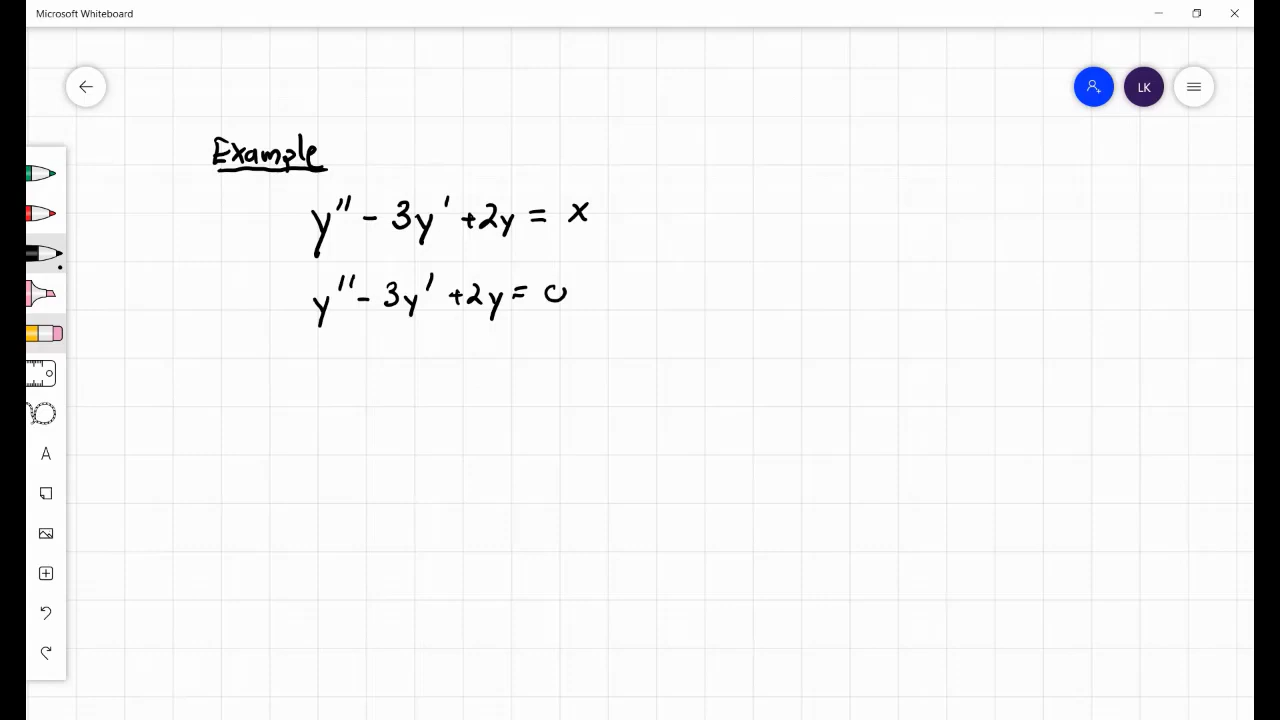 Microsoft Whiteboard
LK
Example
y'' - 3y' + 2y = x
y'' - 3y' + 2y = 0
A